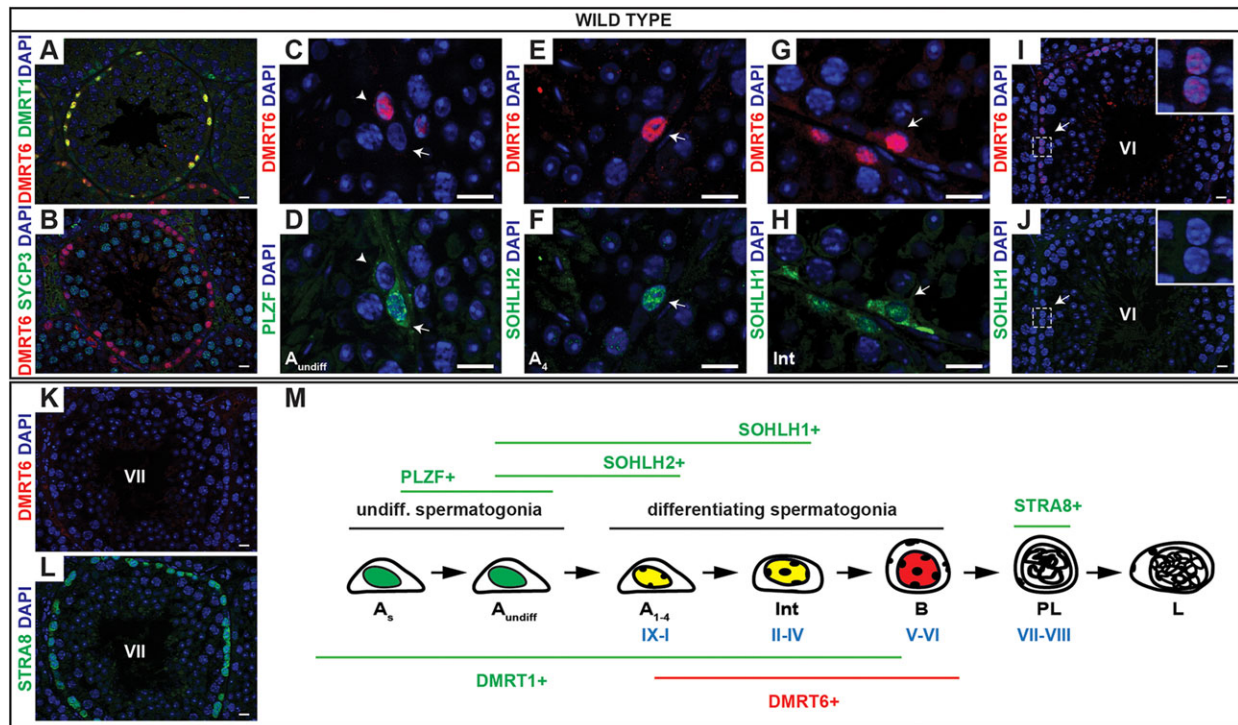 WILD TYPE
A
DMRT6 DMRT1 DAPI
B
DMRT6 SYCP3 DAPI
C
DMRT6 DAPI
D
PLZF DAPI
Aundiff
E
DMRT6 DAPI
F
SOHLH2 DAPI
A4
G
DMRT6 DAPI
H
SOHLH1 DAPI
Int
I
DMRT6 DAPI
VI
J
SOHLH1 DAPI
VI
K
DMRT6 DAPI
VII
L
STRA8 DAPI
VII
M
SOHLH1+
SOHLH2+
PLZF+
STRA8+
undiff. spermatogonia
differentiating spermatogonia
As Aundiff A1-4 Int B PL L
IX-I II-IV V-VI VII-VIII
DMRT1+
DMRT6+